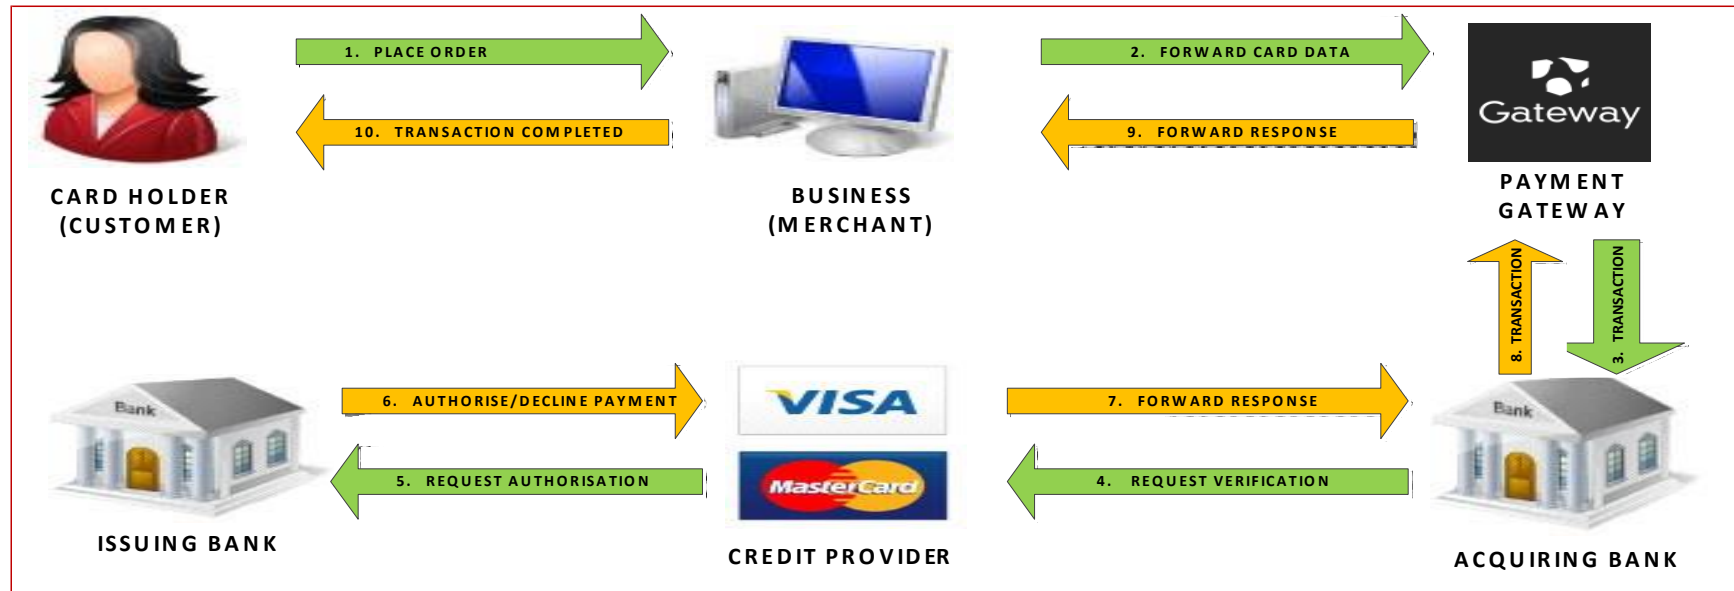 1. PLACE ORDER
2. FORWARD CARD DATA
Gateway
10. TRANSACTION COMPLETED
9. FORWARD RESPONSE
CARD HOLDER
(CUSTOMER)
BUSINESS
(MERCHANT)
PAYMENT
GATEWAY
8. TRANSACTION
3. TRANSACTION
Bank
6. AUTHORISE/DECLINE PAYMENT
VISA
7. FORWARD RESPONSE
Bank
5. REQUEST AUTHORISATION
MasterCard
4. REQUEST VERIFICATION
ISSUING BANK
CREDIT PROVIDER
ACQUIRING BANK